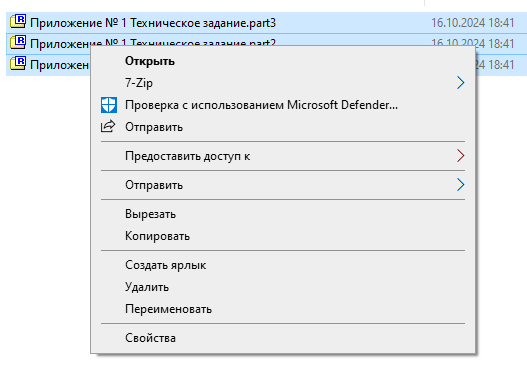 Приложение № 1 Техническое задание.part3 16.10.2024 18:41
Приложение № 1 Техническое задание.part2 16.10.2024 18:41
18:41
Открыть
7-Zip
Проверка с использованием Microsoft Defender...
Отправить
Предоставить доступ к
Отправить
Вырезать
Копировать
Создать ярлык
Удалить
Переименовать
Свойства